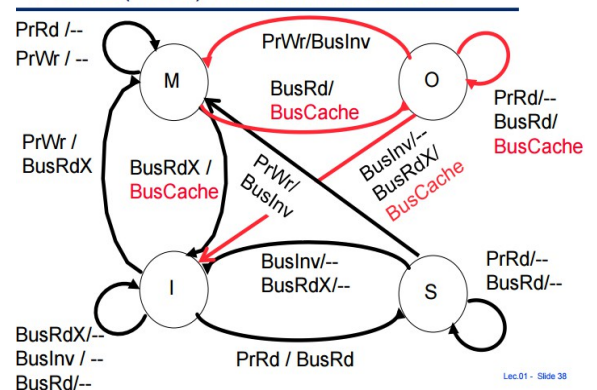 PrRd /--
PrWr / --
M
PrWr/BusInv
O
BusRd/
BusCache
PrRd/--
BusRd/
BusCache
PrWr /
BusRdX
BusRdX /
BusCache
PrWr/
BusInv
BusInv/--
BusRdX/
BusCache
I
BusInv/--
BusRdX/--
S
PrRd/--
BusRd/--
BusRdX/--
BusInv / --
BusRd/--
PrRd / BusRd
Lec.01 - Slide 38